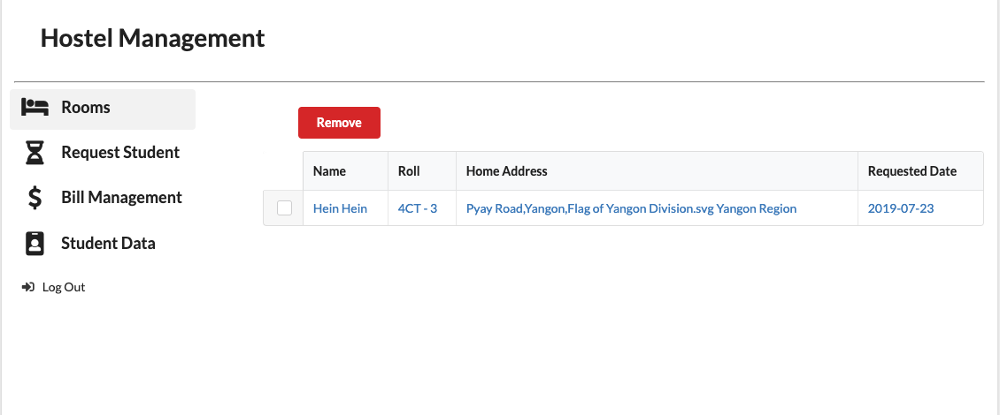 Hostel Management
Rooms
Request Student
Bill Management
Student Data
Log Out
Remove
Name Roll Home Address Requested Date
Hein Hein 4CT - 3 Pyay Road,Yangon,Flag of Yangon Division.svg Yangon Region 2019-07-23